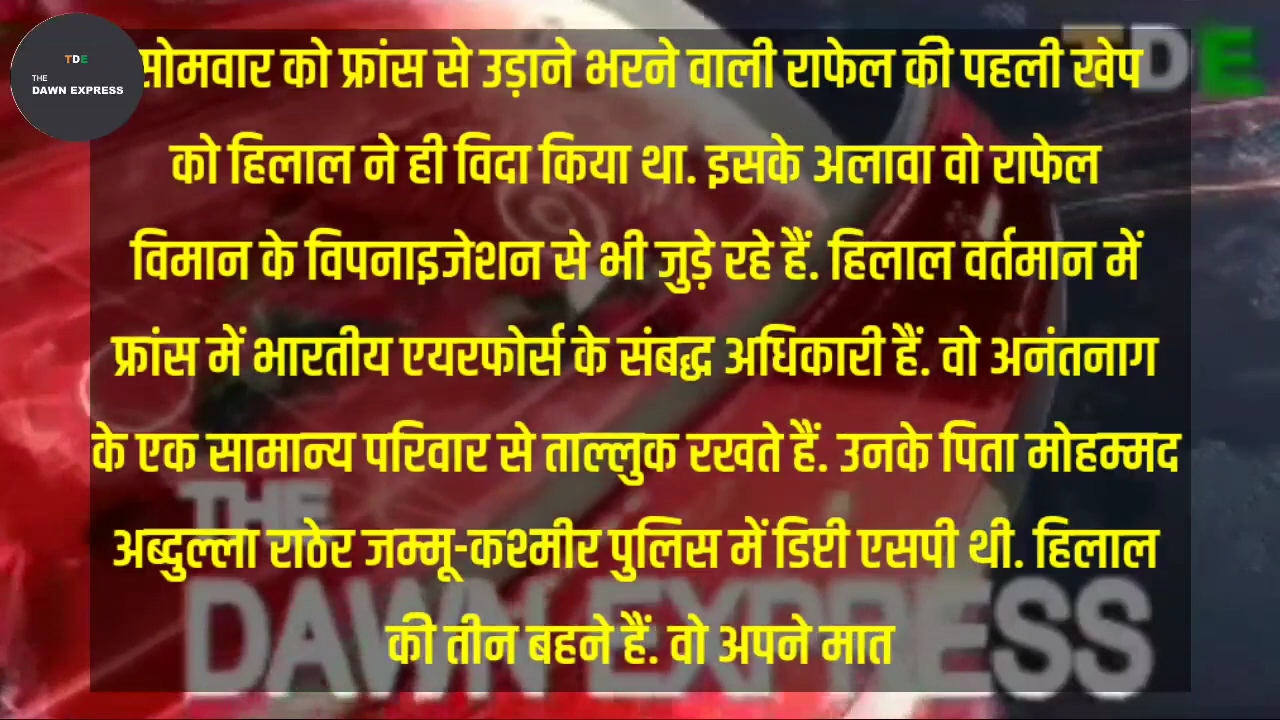 TDE
THE
DAWN EXPRESS
TDE
सोमवार को फ्रांस से उड़ाने भरने वाली राफेल की पहली खेप
को हिलाल ने ही विदा किया था. इसके अलावा वो राफेल
विमान के विपनाइजेशन से भी जुड़े रहे हैं. हिलाल वर्तमान में
फ्रांस में भारतीय एयरफोर्स के संबद्ध अधिकारी हैं. वो अनंतनाग
के एक सामान्य परिवार से ताल्लुक रखते हैं. उनके पिता मोहम्मद
अब्दुल्ला राठेर जम्मू-कश्मीर पुलिस में डिप्टी एसपी थी. हिलाल
की तीन बहने हैं. वो अपने मात
THE
DAWN EXPRESS